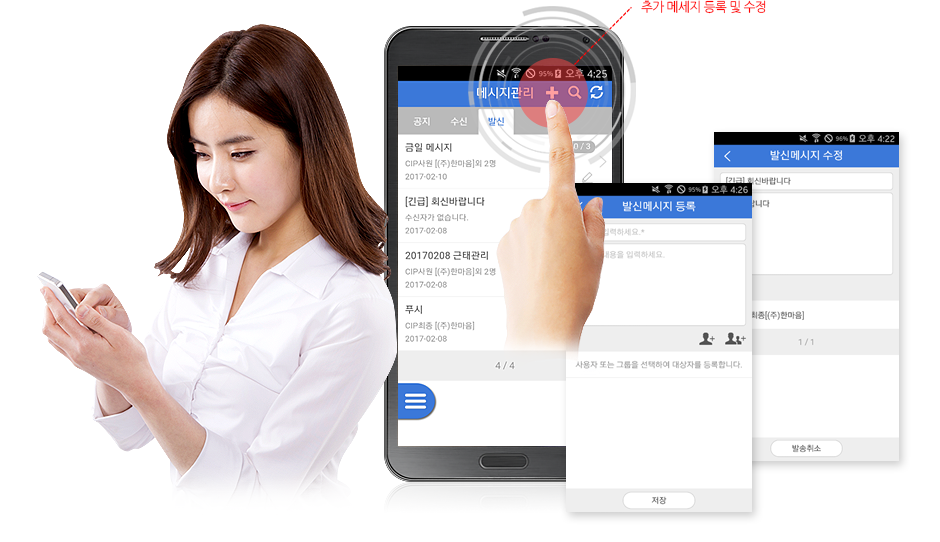 추가 메세지 등록 및 수정
95% 오후 4:25
메시지관리
공지 수신 발신
금일 메시지
0 / 3
CIP사원 [(주)한마음]외 2명
2017-02-10
[긴급] 회신바랍니다
수신자가 없습니다.
2017-02-08
20170208 근태관리
CIP사원 [(주)한마음]외 2명
2017-02-08
푸시
CIP최종 [(주)한마음]
2017-02-08
4 / 4
95% 오후 4:26
발신메시지 등록
입력하세요.*
내용을 입력하세요.
사용자 또는 그룹을 선택하여 대상자를 등록합니다.
저장
96% 오후 4:22
발신메시지 수정
[긴급] 회신바랍니다
니다
최종[(주)한마음]
1 / 1
발송취소